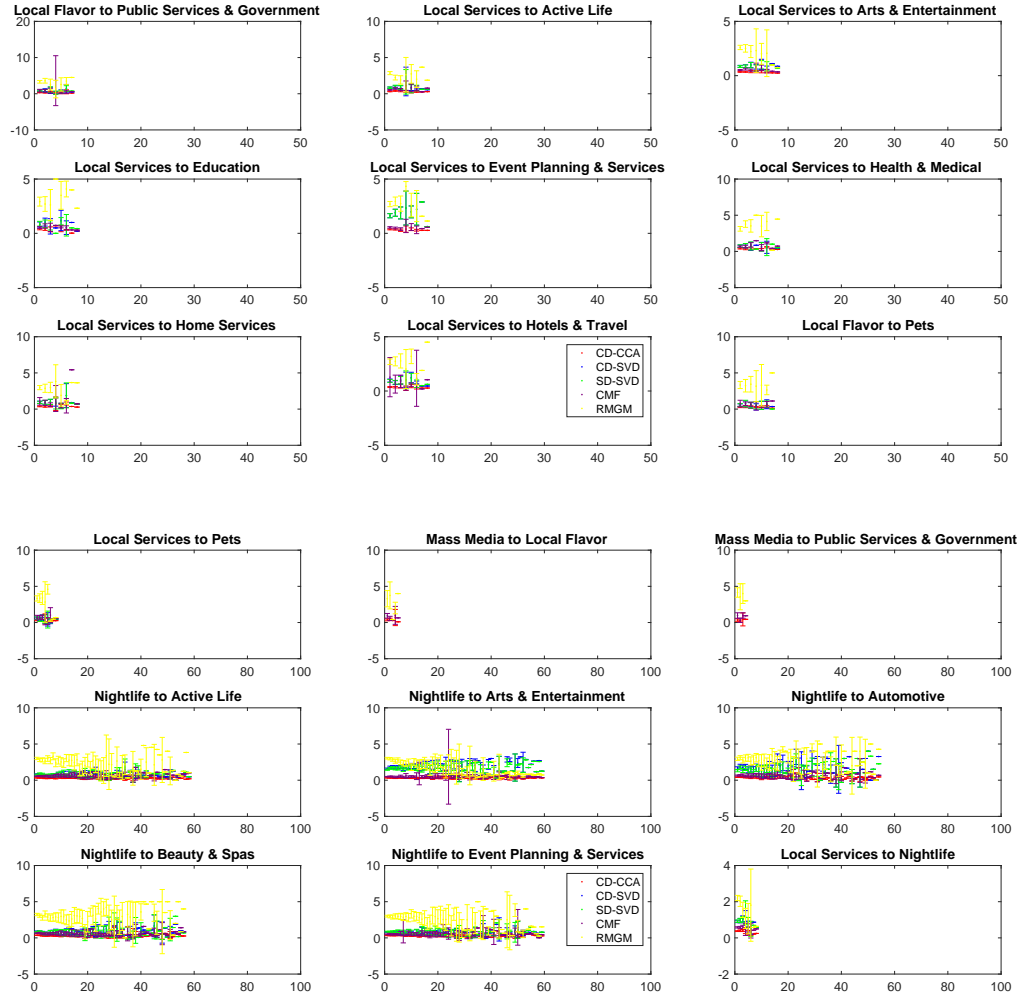 Local Flavor to Public Services & Government
20
10
0
-10
0 10 20 30 40 50
Local Services to Active Life
5
0
-5
0 10 20 30 40 50
Local Services to Arts & Entertainment
5
0
-5
0 10 20 30 40 50
Local Services to Education
5
0
-5
0 10 20 30 40 50
Local Services to Event Planning & Services
5
0
-5
0 10 20 30 40 50
Local Services to Health & Medical
10
5
0
-5
0 10 20 30 40 50
Local Services to Home Services
10
5
0
-5
0 10 20 30 40 50
Local Services to Hotels & Travel
5
0
-5
0 10 20 30 40 50
CD-CCA
CD-SVD
SD-SVD
CMF
RMGM
Local Flavor to Pets
10
5
0
-5
0 10 20 30 40 50
Local Services to Pets
10
5
0
-5
0 20 40 60 80 100
Mass Media to Local Flavor
10
5
0
-5
0 20 40 60 80 100
Mass Media to Public Services & Government
10
5
0
-5
0 20 40 60 80 100
Nightlife to Active Life
10
5
0
-5
0 20 40 60 80 100
Nightlife to Arts & Entertainment
10
5
0
-5
0 20 40 60 80 100
Nightlife to Automotive
10
5
0
-5
0 20 40 60 80 100
Nightlife to Beauty & Spas
10
5
0
-5
0 20 40 60 80 100
Nightlife to Event Planning & Services
10
5
0
-5
0 20 40 60 80 100
CD-CCA
CD-SVD
SD-SVD
CMF
RMGM
Local Services to Nightlife
4
2
0
-2
0 20 40 60 80 100